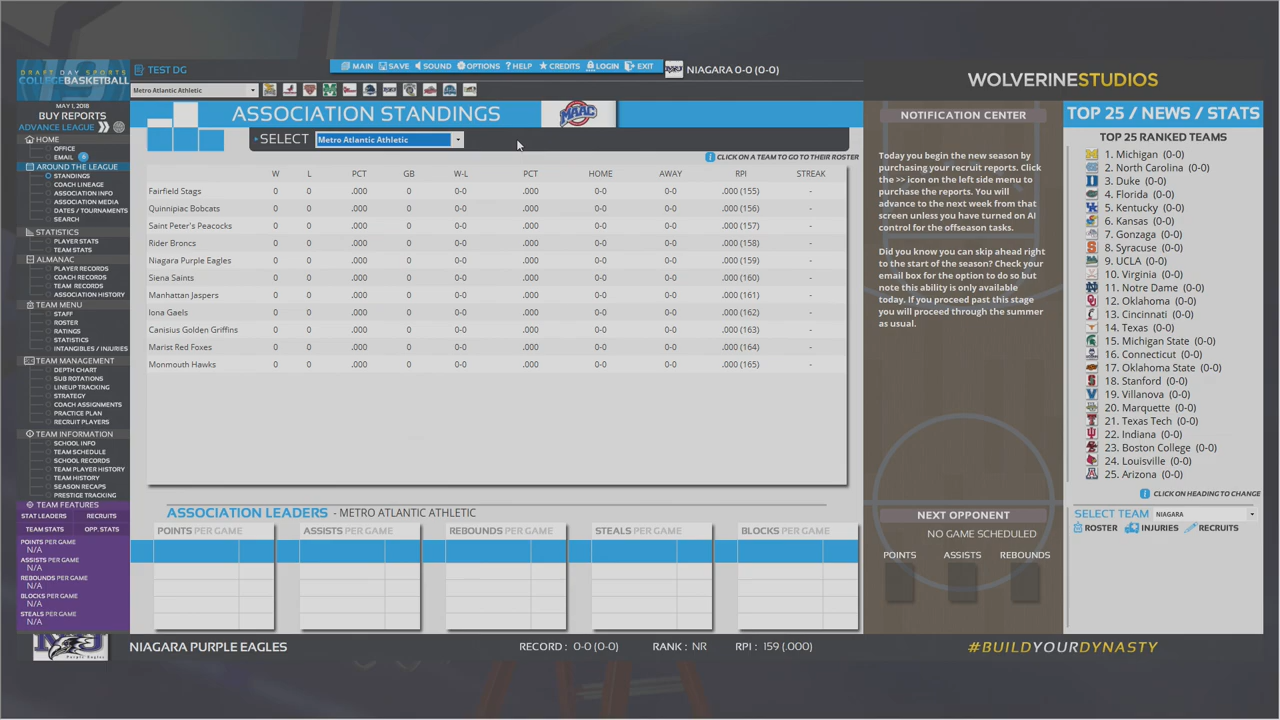 DRAFT DAY SPORTS
COLLEGEBASKETBALL
TEST DG
MAIN SAVE SOUND OPTIONS HELP CREDITS LOGIN EXIT
NIAGARA 0-0 (0-0)
WOLVERINESTUDIOS
Metro Atlantic Athletic
MAY 1, 2018
BUY REPORTS
ADVANCE LEAGUE
HOME
OFFICE
EMAIL
AROUND THE LEAGUE
STANDINGS
COACH LINEAGE
ASSOCIATION INFO
ASSOCIATION MEDIA
DATES / TOURNAMENTS
SEARCH
STATISTICS
PLAYER STATS
TEAM STATS
ALMANAC
PLAYER RECORDS
COACH RECORDS
TEAM RECORDS
ASSOCIATION HISTORY
TEAM MENU
STAFF
ROSTER
RATINGS
STATISTICS
INTANGIBLES / INJURIES
TEAM MANAGEMENT
DEPTH CHART
SUB ROTATIONS
LINEUP TRACKING
STRATEGY
COACH ASSIGNMENTS
PRACTICE PLAN
RECRUIT PLAYERS
TEAM INFORMATION
SCHOOL INFO
TEAM SCHEDULE
SCHOOL RECORDS
TEAM PLAYER HISTORY
TEAM HISTORY
SEASON RECAPS
PRESTIGE TRACKING
TEAM FEATURES
STAT LEADERS RECRUITS
TEAM STATS OPP. STATS
POINTS PER GAME
N/A
ASSISTS PER GAME
N/A
REBOUNDS PER GAME
N/A
BLOCKS PER GAME
N/A
STEALS PER GAME
N/A
ASSOCIATION STANDINGS
MAAC
SELECT Metro Atlantic Athletic
CLICK ON A TEAM TO GO TO THEIR ROSTER
W L PCT GB W-L PCT HOME AWAY RPI STREAK
Fairfield Stags 0 0 .000 0 0-0 .000 0-0 0-0 .000 (155) -
Quinnipiac Bobcats 0 0 .000 0 0-0 .000 0-0 0-0 .000 (156) -
Saint Peter's Peacocks 0 0 .000 0 0-0 .000 0-0 0-0 .000 (157) -
Rider Broncs 0 0 .000 0 0-0 .000 0-0 0-0 .000 (158) -
Niagara Purple Eagles 0 0 .000 0 0-0 .000 0-0 0-0 .000 (159) -
Siena Saints 0 0 .000 0 0-0 .000 0-0 0-0 .000 (160) -
Manhattan Jaspers 0 0 .000 0 0-0 .000 0-0 0-0 .000 (161) -
Iona Gaels 0 0 .000 0 0-0 .000 0-0 0-0 .000 (162) -
Canisius Golden Griffins 0 0 .000 0 0-0 .000 0-0 0-0 .000 (163) -
Marist Red Foxes 0 0 .000 0 0-0 .000 0-0 0-0 .000 (164) -
Monmouth Hawks 0 0 .000 0 0-0 .000 0-0 0-0 .000 (165) -
ASSOCIATION LEADERS - METRO ATLANTIC ATHLETIC
POINTS PER GAME ASSISTS PER GAME REBOUNDS PER GAME STEALS PER GAME BLOCKS PER GAME
NOTIFICATION CENTER
Today you begin the new season by
purchasing your recruit reports. Click
the >> icon on the left side menu to
purchase the reports. You will
advance to the next week from that
screen unless you have turned on AI
control for the offseason tasks.
Did you know you can skip ahead right
to the start of the season? Check your
email box for the option to do so but
note this ability is only available
today. If you proceed past this stage
you will proceed through the summer
as usual.
NEXT OPPONENT
NO GAME SCHEDULED
POINTS ASSISTS REBOUNDS
TOP 25 / NEWS / STATS
TOP 25 RANKED TEAMS
1. Michigan (0-0)
2. North Carolina (0-0)
3. Duke (0-0)
4. Florida (0-0)
5. Kentucky (0-0)
6. Kansas (0-0)
7. Gonzaga (0-0)
8. Syracuse (0-0)
9. UCLA (0-0)
10. Virginia (0-0)
11. Notre Dame (0-0)
12. Oklahoma (0-0)
13. Cincinnati (0-0)
14. Texas (0-0)
15. Michigan State (0-0)
16. Connecticut (0-0)
17. Oklahoma State (0-0)
18. Stanford (0-0)
19. Villanova (0-0)
20. Marquette (0-0)
21. Texas Tech (0-0)
22. Indiana (0-0)
23. Boston College (0-0)
24. Louisville (0-0)
25. Arizona (0-0)
CLICK ON HEADING TO CHANGE
SELECT TEAM NIAGARA
ROSTER INJURIES RECRUITS
Purple Eagles
NIAGARA PURPLE EAGLES RECORD : 0-0 (0-0) RANK : NR RPI : 159 (.000)
#BUILDYOURDYNASTY